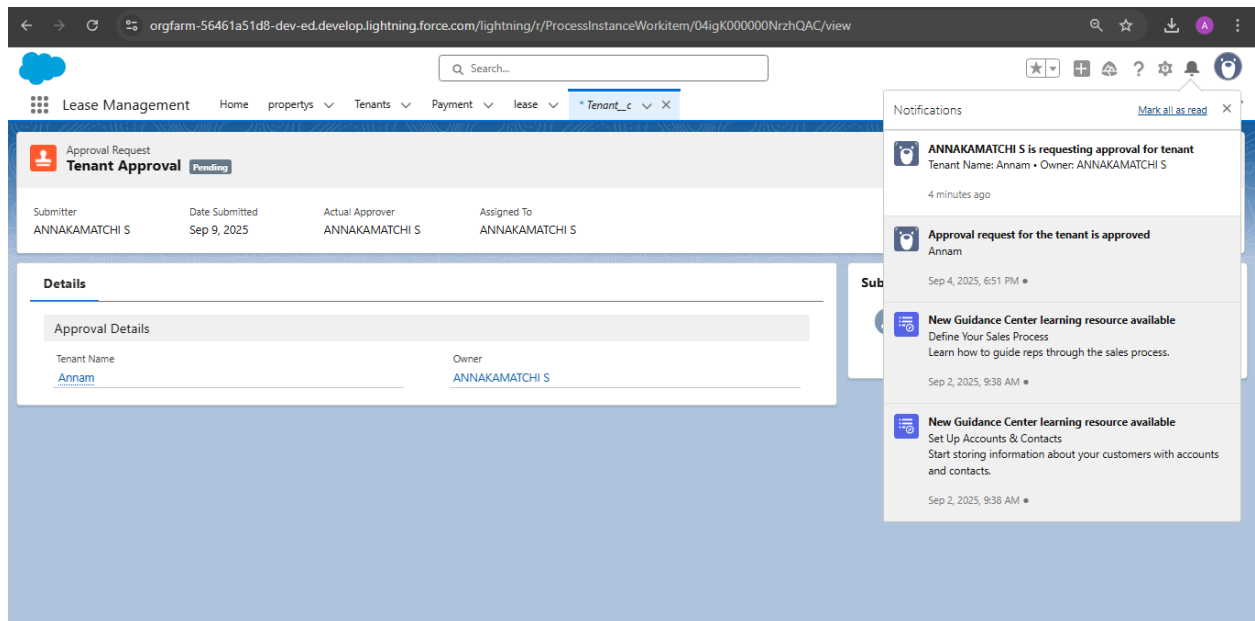 orgfarm-56461a51d8-dev-ed.develop.lightning.force.com/lightning/r/ProcessInstanceWorkitem/04igK000000NrzhQAC/view
A
Search...
Lease Management Home propertys Tenants Payment lease * Tenant__c
Approval Request
Tenant Approval Pending
Submitter Date Submitted Actual Approver Assigned To
ANNAKAMATCHI S Sep 9, 2025 ANNAKAMATCHI S ANNAKAMATCHI S
Details
Approval Details
Tenant Name Owner
Annam ANNAKAMATCHI S
Sub
Notifications Mark all as read
ANNAKAMATCHI S is requesting approval for tenant
Tenant Name: Annam • Owner: ANNAKAMATCHI S
4 minutes ago
Approval request for the tenant is approved
Annam
Sep 4, 2025, 6:51 PM •
New Guidance Center learning resource available
Define Your Sales Process
Learn how to guide reps through the sales process.
Sep 2, 2025, 9:38 AM •
New Guidance Center learning resource available
Set Up Accounts & Contacts
Start storing information about your customers with accounts
and contacts.
Sep 2, 2025, 9:38 AM •